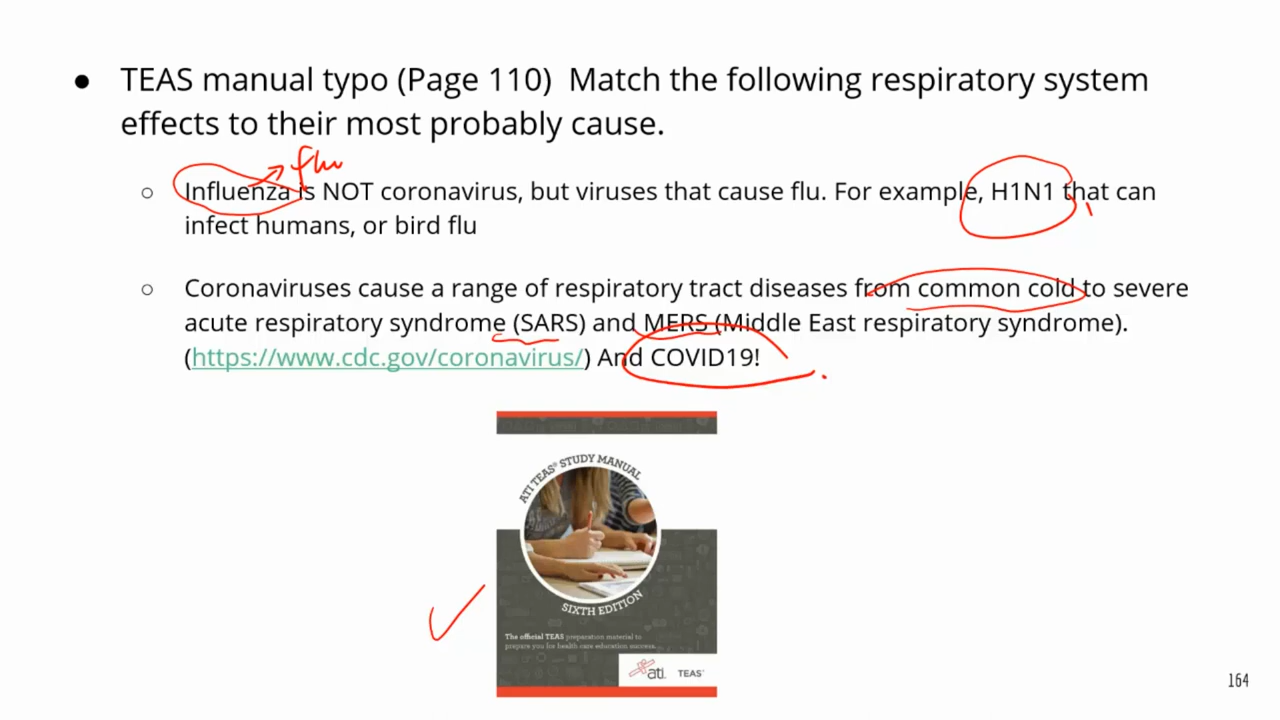 ● TEAS manual typo (Page 110) Match the following respiratory system
effects to their most probably cause.
flu
○ Influenza is NOT coronavirus, but viruses that cause flu. For example, H1N1 that can
infect humans, or bird flu
○ Coronaviruses cause a range of respiratory tract diseases from common cold to severe
acute respiratory syndrome (SARS) and MERS (Middle East respiratory syndrome).
(https://www.cdc.gov/coronavirus/) And COVID19!
ATI TEAS® STUDY MANUAL
SIXTH EDITION
The official TEAS preparation material to
prepare you for health care education success.
ati TEAS
164